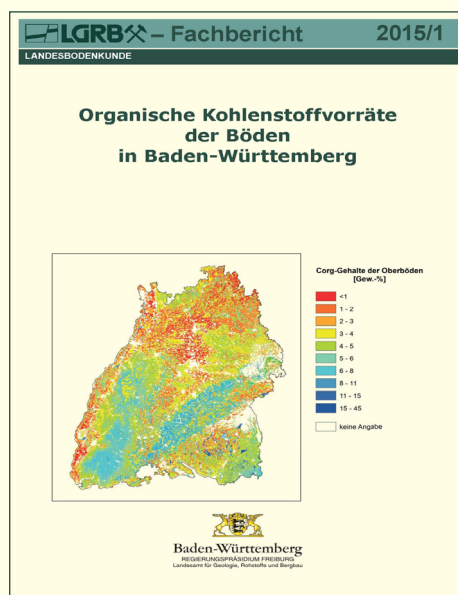 LGRB – Fachbericht 2015/1
LANDESBODENKUNDE
Organische Kohlenstoffvorräte
der Böden
in Baden-Württemberg
Corg-Gehalte der Oberböden
[Gew.-%]
<1
1 - 2
2 - 3
3 - 4
4 - 5
5 - 6
6 - 8
8 - 11
11 - 15
15 - 45
keine Angabe
Baden-Württemberg
REGIERUNGSPRÄSIDIUM FREIBURG
Landesamt für Geologie, Rohstoffe und Bergbau